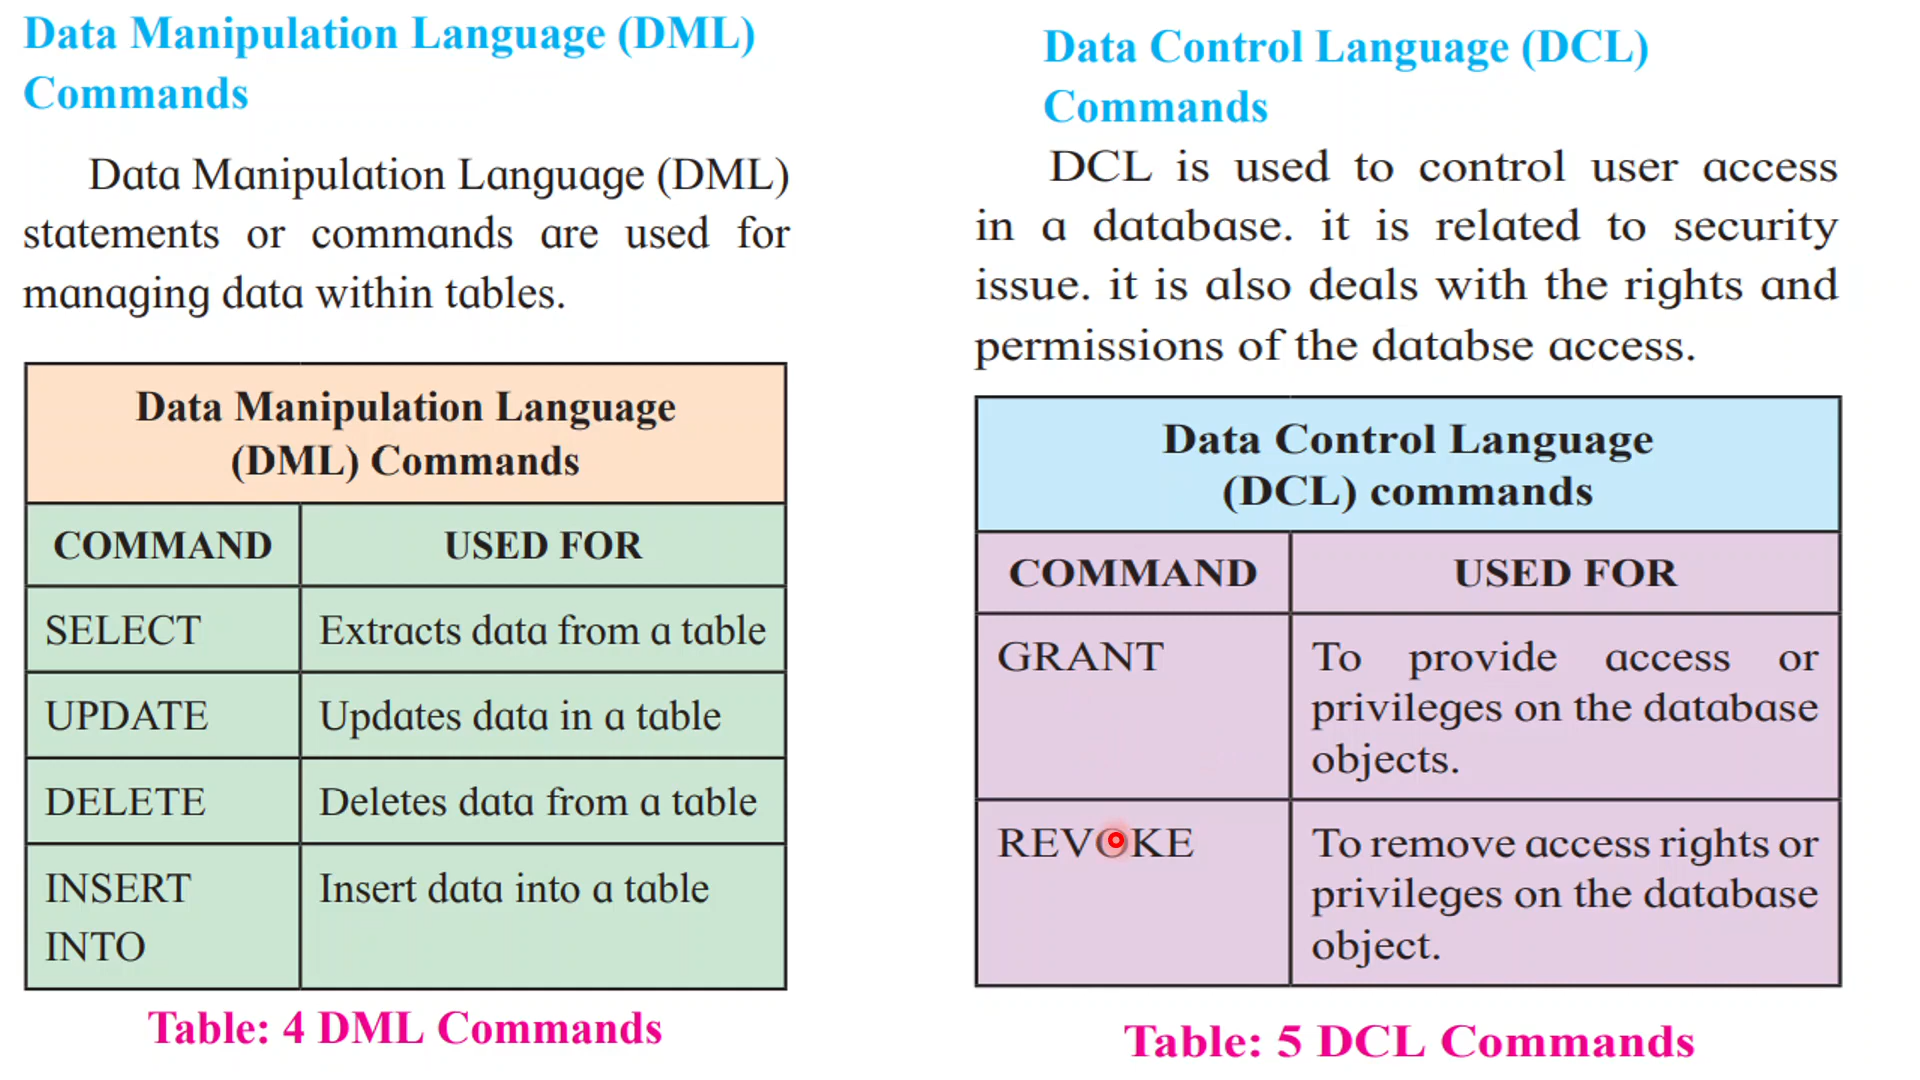 Data Manipulation Language (DML)
Commands
Data Manipulation Language (DML)
statements or commands are used for
managing data within tables.
Data Manipulation Language
(DML) Commands
COMMAND USED FOR
SELECT Extracts data from a table
UPDATE Updates data in a table
DELETE Deletes data from a table
INSERT Insert data into a table
INTO
Table: 4 DML Commands
Data Control Language (DCL)
Commands
DCL is used to control user access
in a database. it is related to security
issue. it is also deals with the rights and
permissions of the databse access.
Data Control Language
(DCL) commands
COMMAND USED FOR
GRANT To provide access or
privileges on the database
objects.
REVOKE To remove access rights or
privileges on the database
object.
Table: 5 DCL Commands